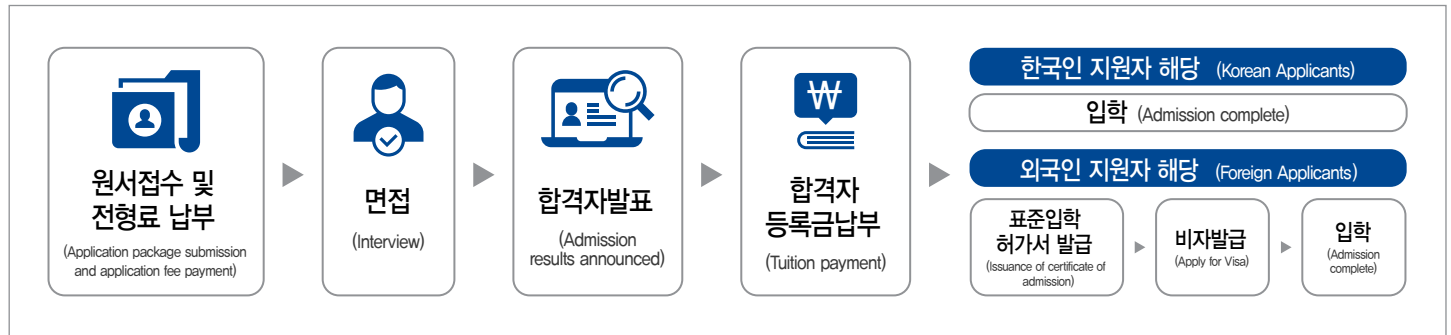 원서접수 및
전형료 납부
(Application package submission
and application fee payment)
면접
(Interview)
합격자발표
(Admission
results announced)
₩
합격자
등록금납부
(Tuition payment)
한국인 지원자 해당 (Korean Applicants)
입학 (Admission complete)
외국인 지원자 해당 (Foreign Applicants)
표준입학
허가서 발급
(Issuance of certificate of
admission)
비자발급
(Apply for Visa)
입학
(Admission
complete)